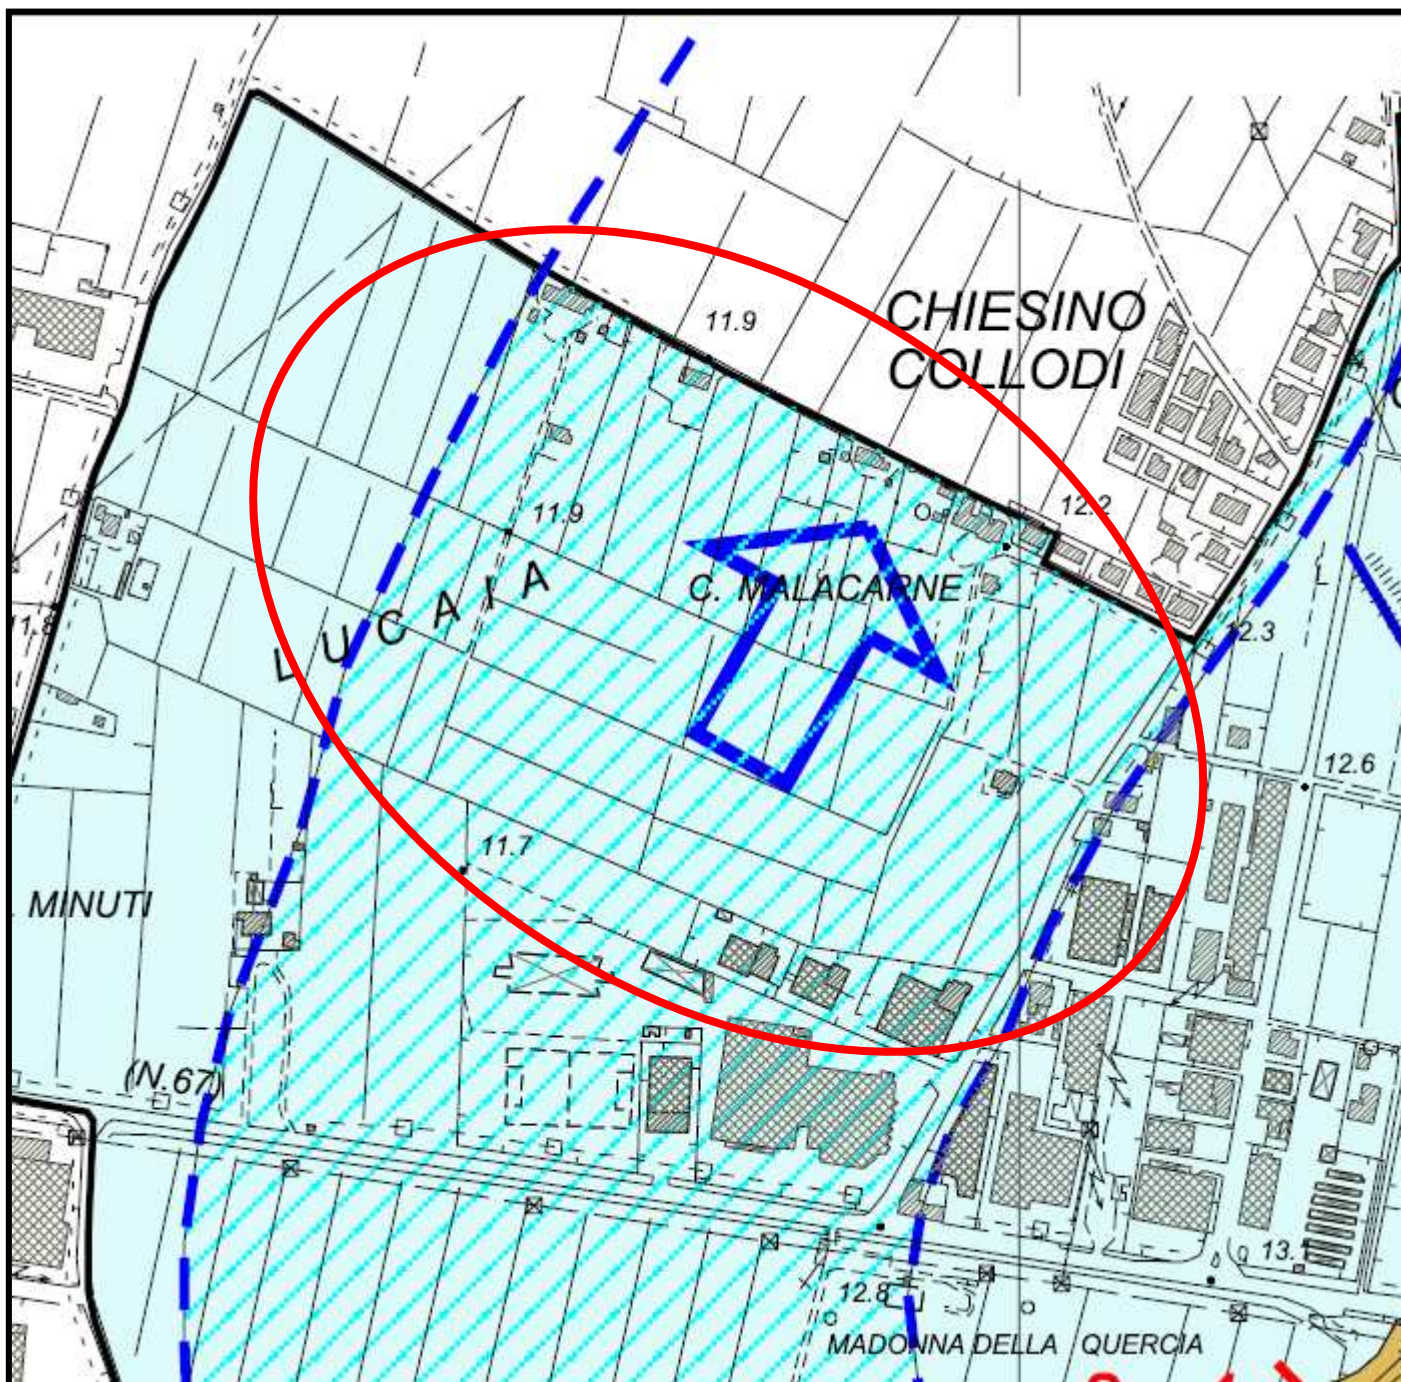 CHIESINO
COLLODI
11.9
12.2
11.9
C. MALACARNE
LUCAIA
12.3
12.6
11.7
MINUTI
(N.67)
13.1
12.8
MADONNA DELLA QUERCIA